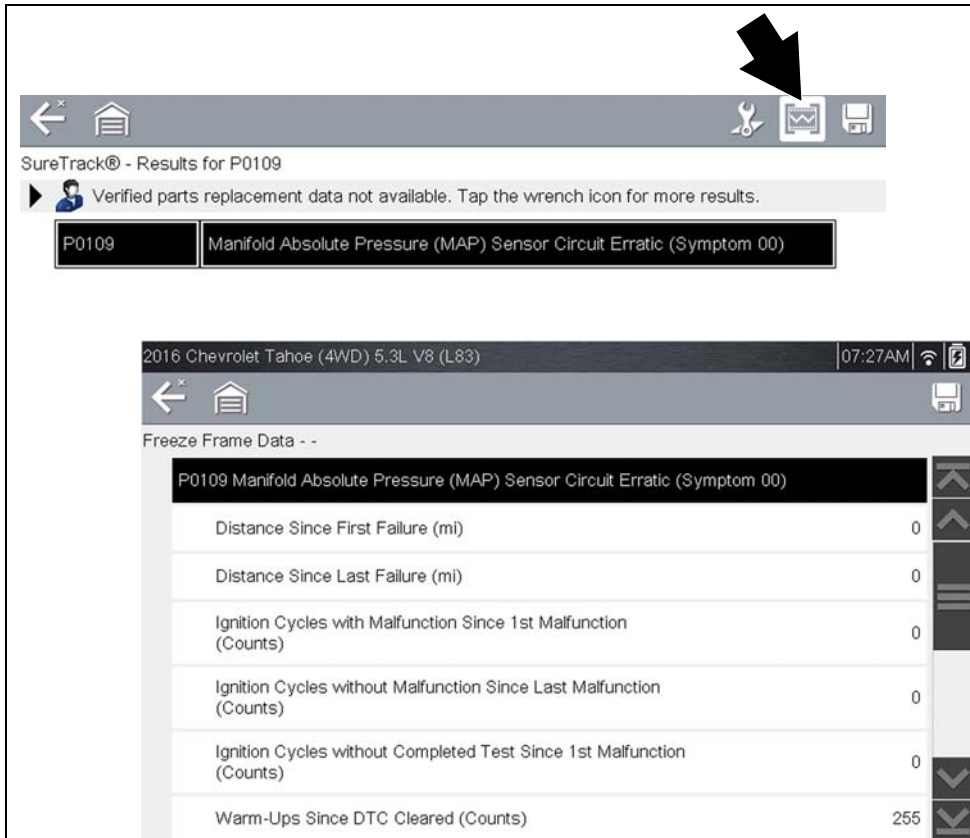 SureTrack® - Results for P0109
Verified parts replacement data not available. Tap the wrench icon for more results.
P0109 Manifold Absolute Pressure (MAP) Sensor Circuit Erratic (Symptom 00)
2016 Chevrolet Tahoe (4WD) 5.3L V8 (L83) 07:27AM
Freeze Frame Data - -
P0109 Manifold Absolute Pressure (MAP) Sensor Circuit Erratic (Symptom 00)
Distance Since First Failure (mi) 0
Distance Since Last Failure (mi) 0
Ignition Cycles with Malfunction Since 1st Malfunction
(Counts) 0
Ignition Cycles without Malfunction Since Last Malfunction
(Counts) 0
Ignition Cycles without Completed Test Since 1st Malfunction
(Counts) 0
Warm-Ups Since DTC Cleared (Counts) 255